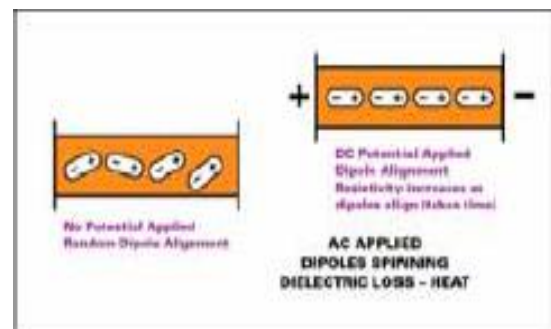 No Potential Applied
Random Dipole Alignment
+ - + - + - + - + -
DC Potential Applied
Dipole Alignment
Resistivity increases as
dipoles align (takes time)
AC APPLIED
DIPOLES SPINNING
DIELECTRIC LOSS - HEAT